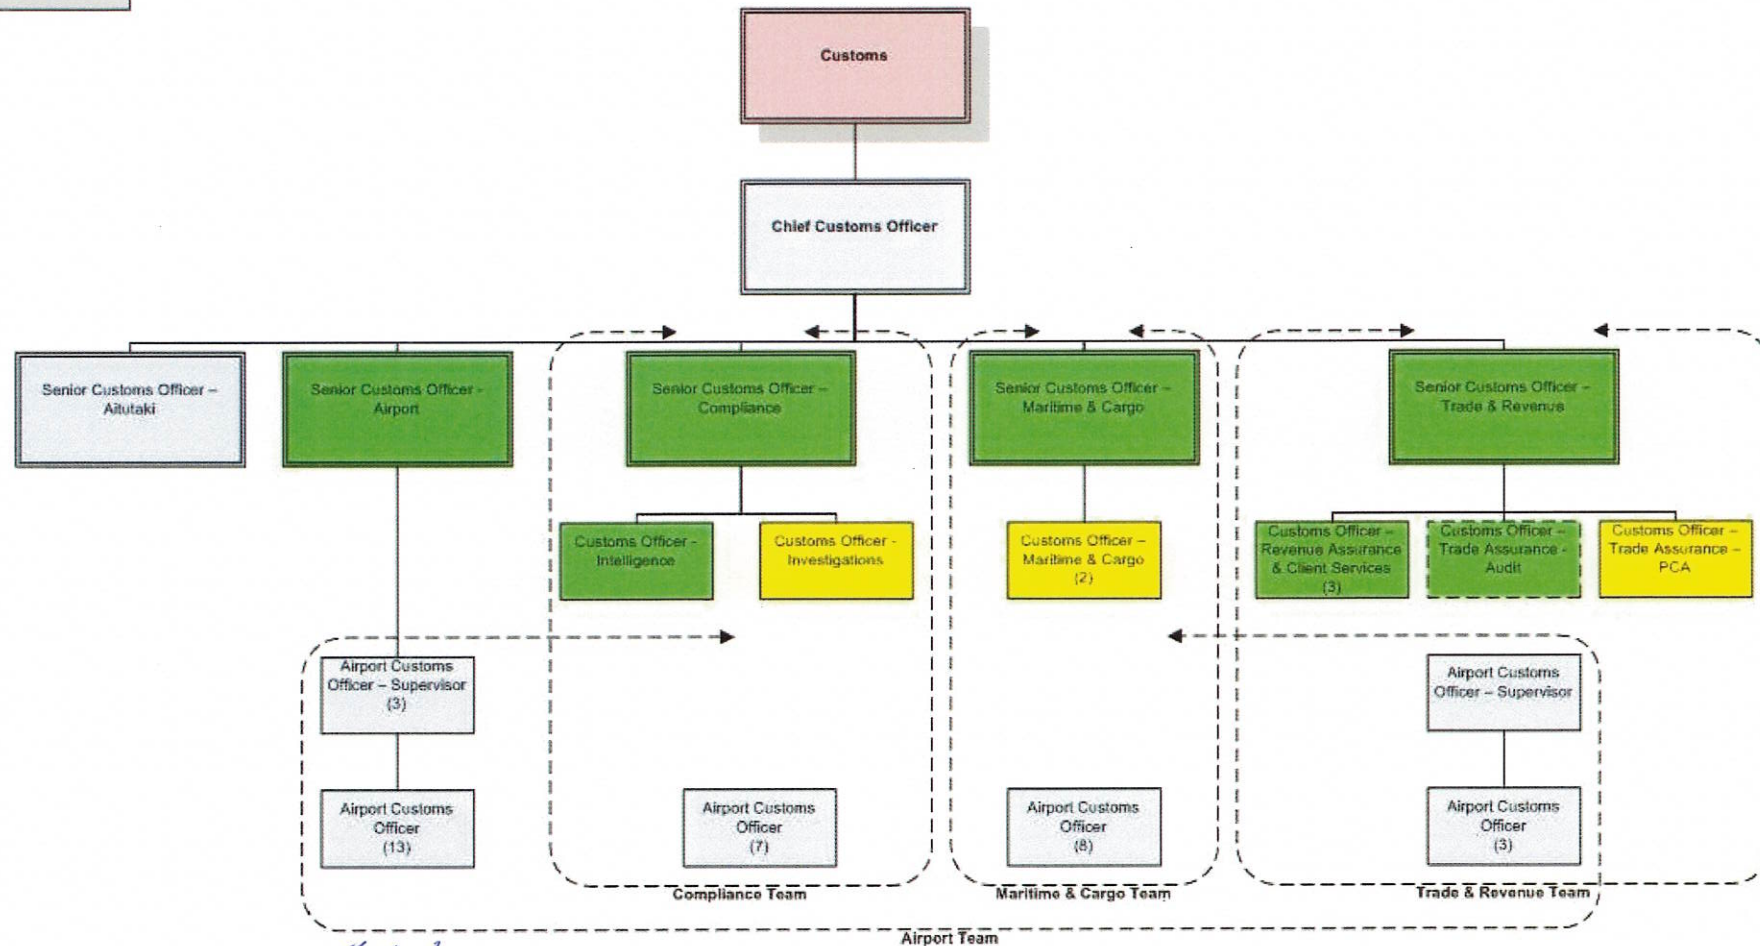 Customs
Chief Customs Officer
Senior Customs Officer –
Aitutaki
Senior Customs Officer -
Airport
Senior Customs Officer –
Compliance
Senior Customs Officer –
Maritime & Cargo
Senior Customs Officer –
Trade & Revenue
Customs Officer -
Intelligence
Customs Officer -
Investigations
Customs Officer –
Maritime & Cargo
(2)
Customs Officer –
Revenue Assurance
& Client Services
(3)
Customs Officer –
Trade Assurance -
Audit
Customs Officer –
Trade Assurance –
PCA
Airport Customs
Officer – Supervisor
(3)
Airport Customs
Officer – Supervisor
Airport Customs
Officer
(13)
Airport Customs
Officer
(7)
Airport Customs
Officer
(8)
Airport Customs
Officer
(3)
Compliance Team
Maritime & Cargo Team
Trade & Revenue Team
Airport Team